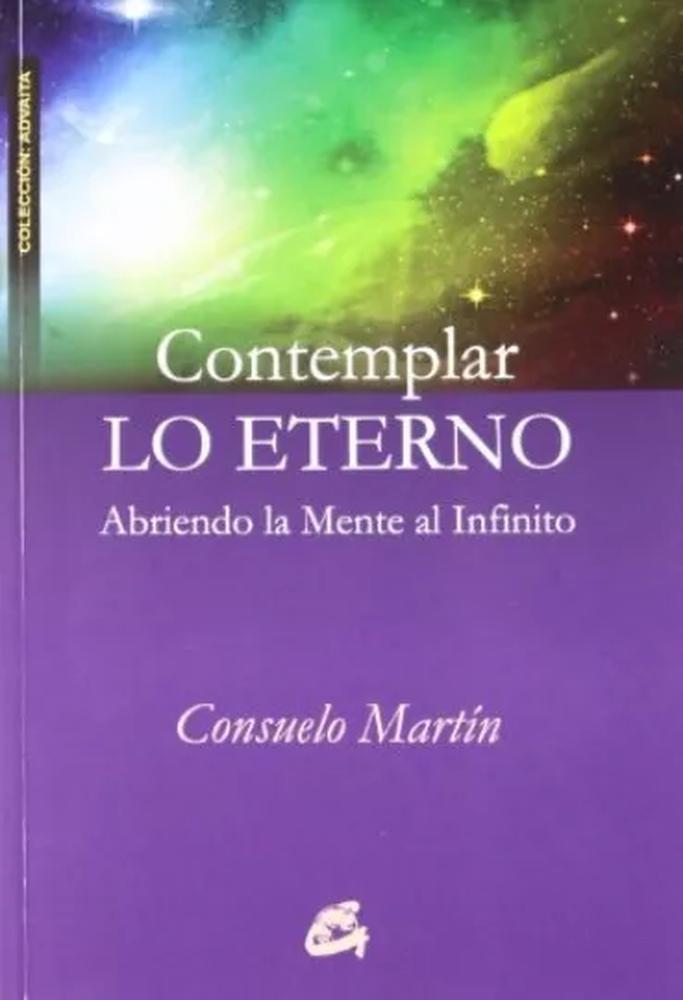 COLECCIÓN: ADVAITA
Contemplar
LO ETERNO
Abriendo la Mente al Infinito
Consuelo Martín